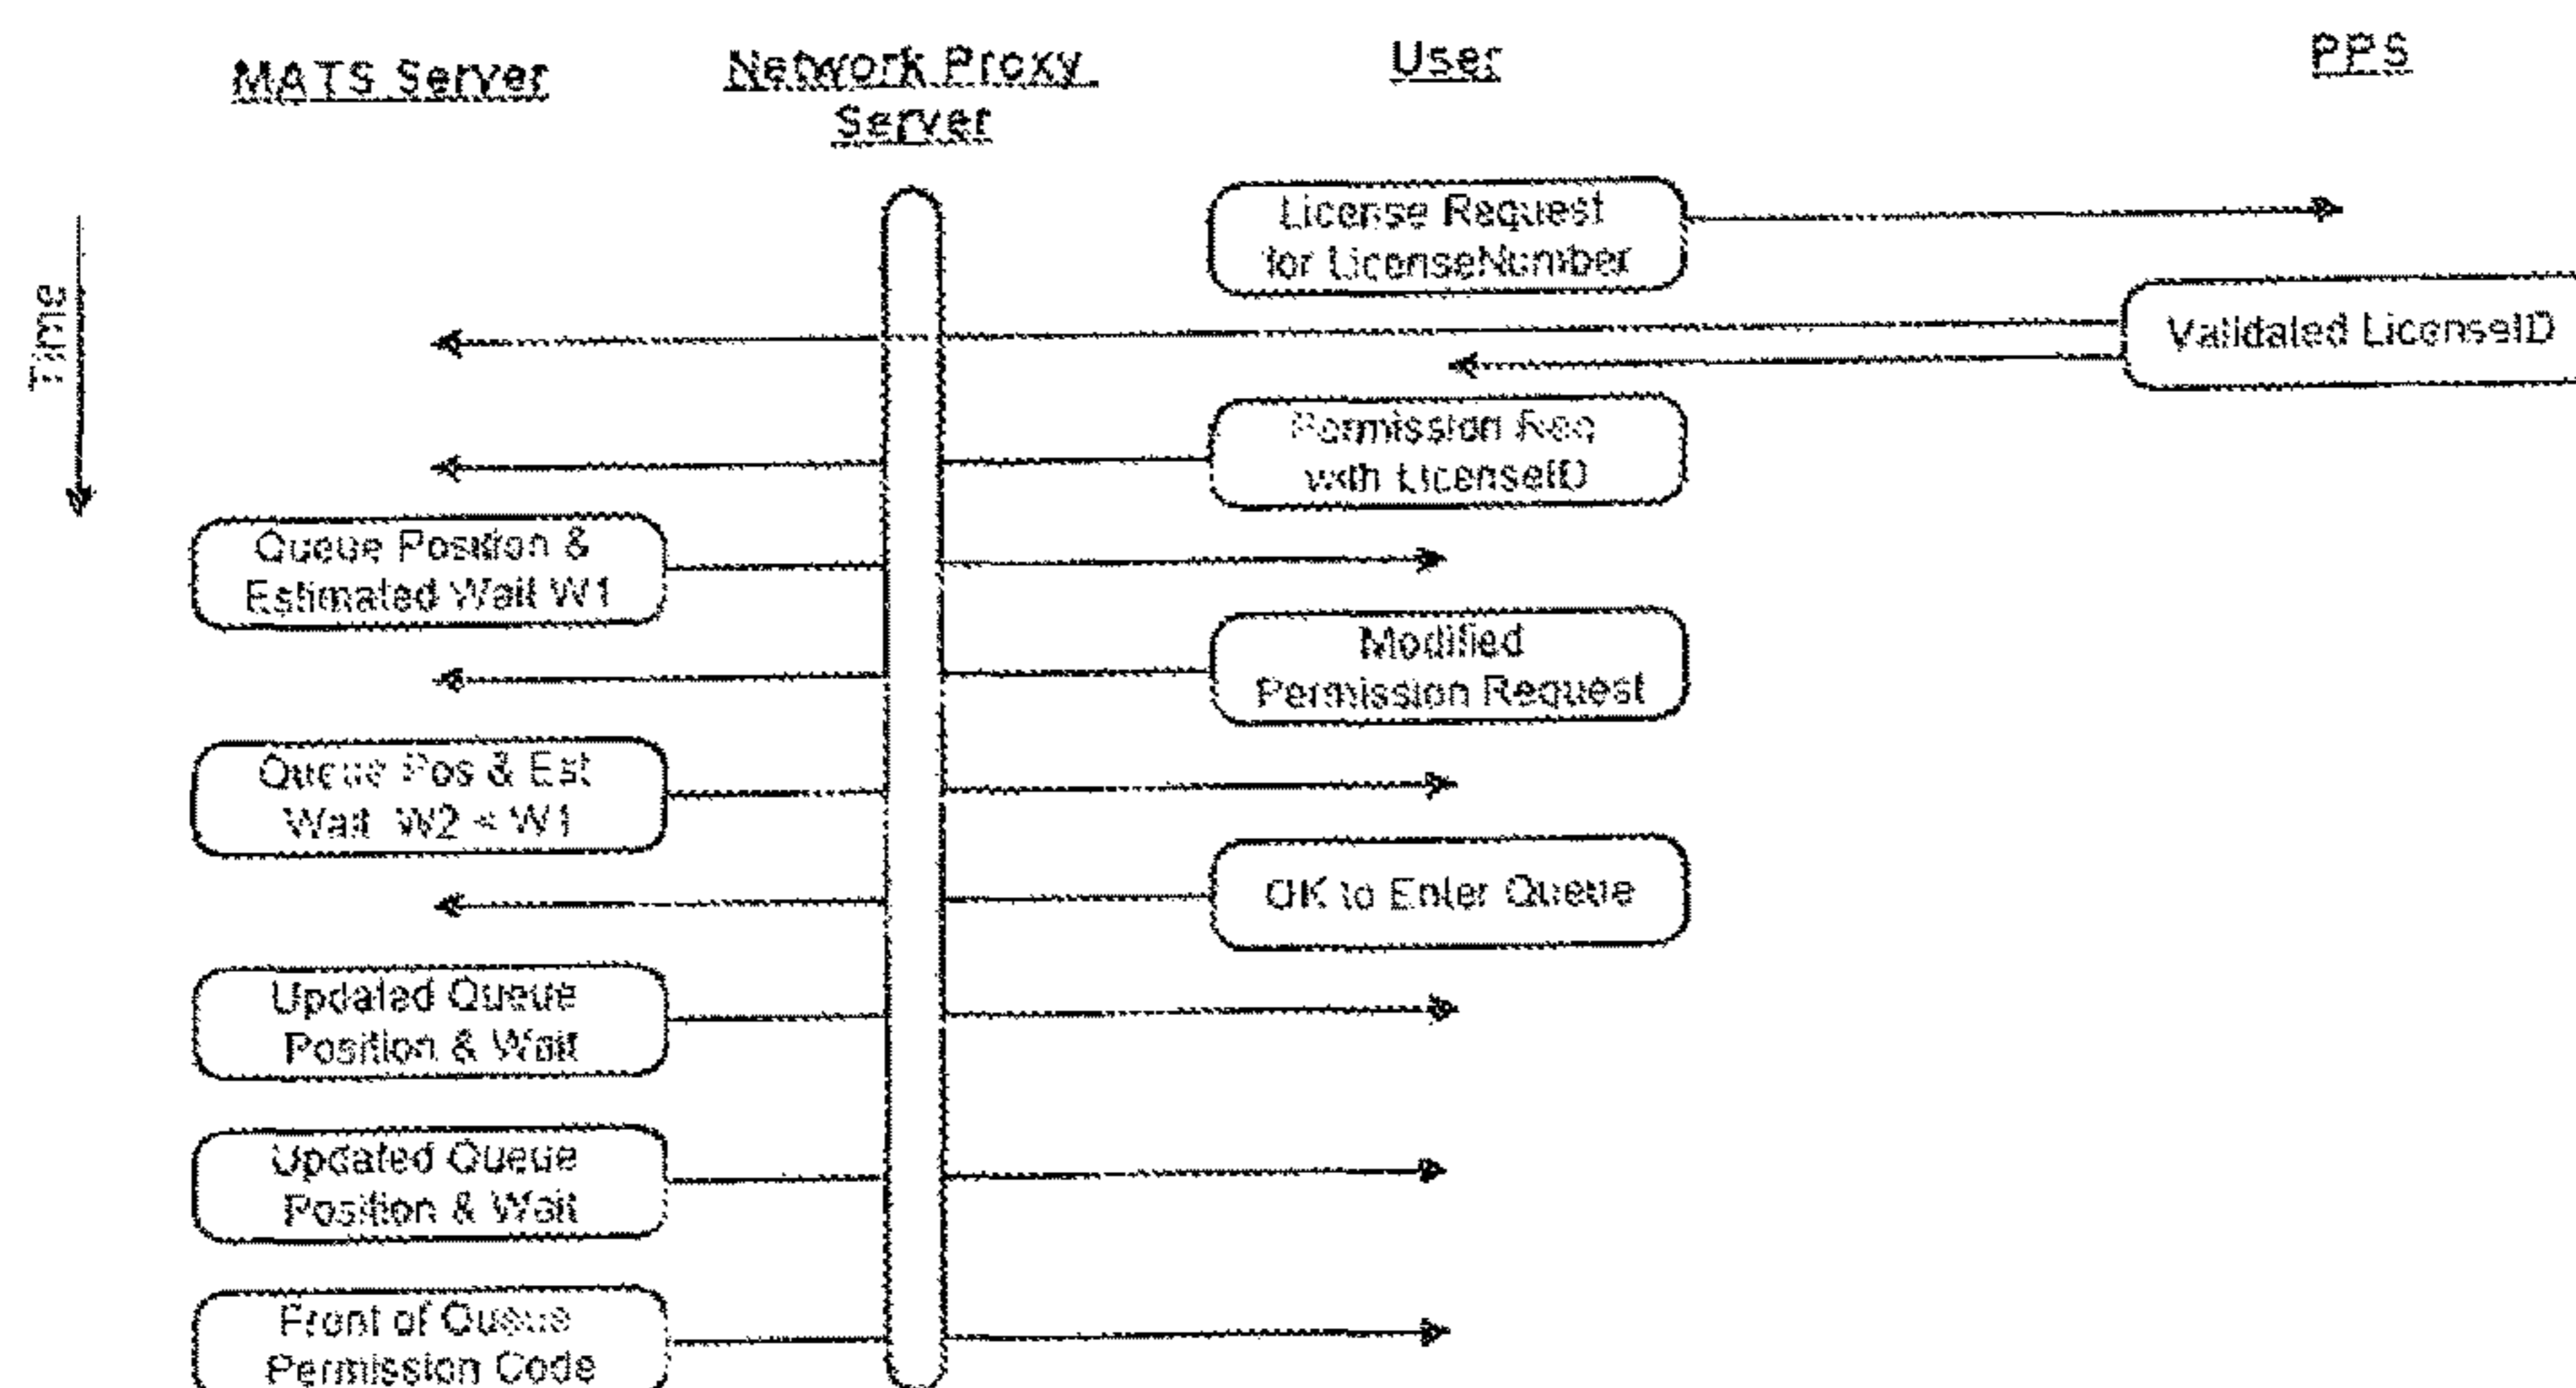 MATS Server
Network Proxy
Server
User
PPS
Time
License Request
for LicenseNumber
Validated LicenseID
Permission Req
with LicenseID
Queue Position &
Estimated Wait W1
Modified
Permission Request
Queue Pos & Est
Wait W2 < W1
OK to Enter Queue
Updated Queue
Position & Wait
Updated Queue
Position & Wait
Front of Queue
Permission Code